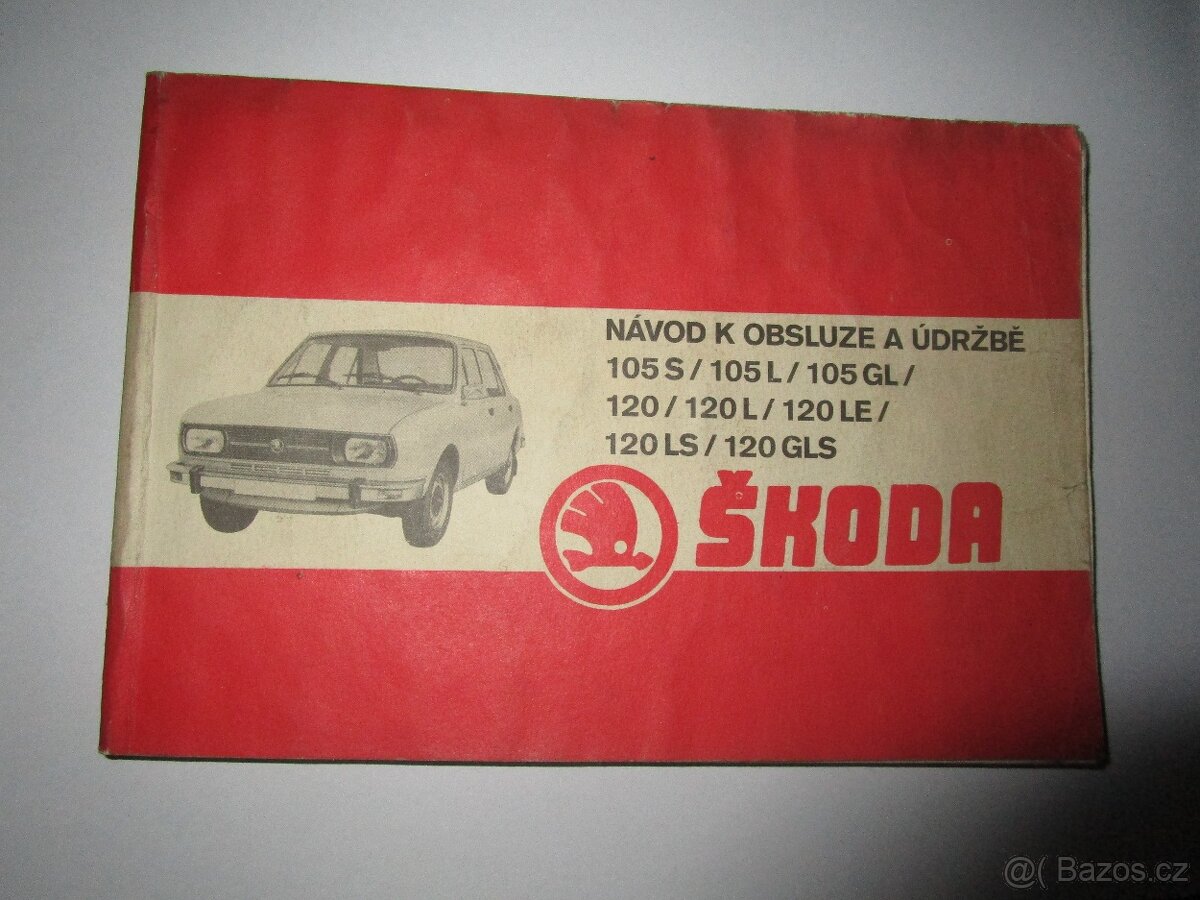 NÁVOD K OBSLUZE A ÚDRŽBĚ
105 S / 105 L / 105 GL /
120 / 120 L / 120 LE /
120 LS / 120 GLS
ŠKODA
@( Bazos.cz